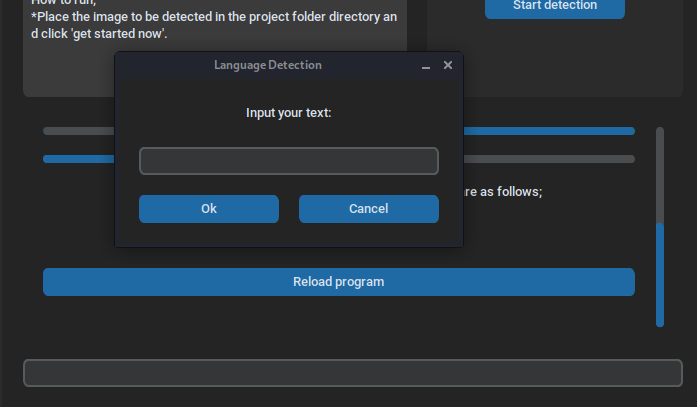 How to run;
*Place the image to be detected in the project folder directory an
d click 'get started now'.
Start detection
Language Detection
Input your text:
Ok
Cancel
re as follows;
Reload program